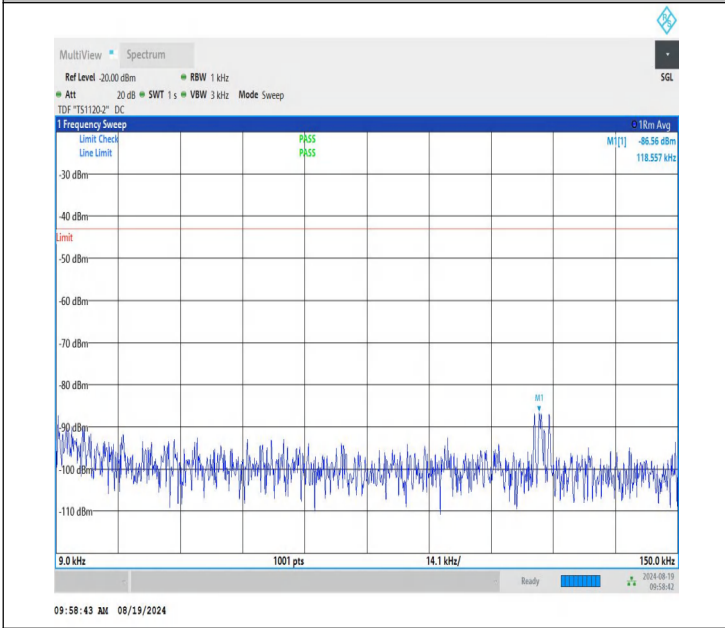 R S
MultiView Spectrum
Ref Level -20.00 dBm RBW 1 kHz SGL
Att 20 dB SWT 1 s VBW 3 kHz Mode Sweep
TDF "TS1120-2" DC
1 Frequency Sweep 1Rm Avg
Limit Check PASS M1[1] -86.56 dBm
Line Limit PASS 118.557 kHz
-30 dBm
-40 dBm
Limit
-50 dBm
-60 dBm
-70 dBm
-80 dBm
M1
-90 dBm
-100 dBm
-110 dBm
9.0 kHz 1001 pts 14.1 kHz/ 150.0 kHz
Ready 2024-08-19
09:58:42
09:58:43 AM 08/19/2024